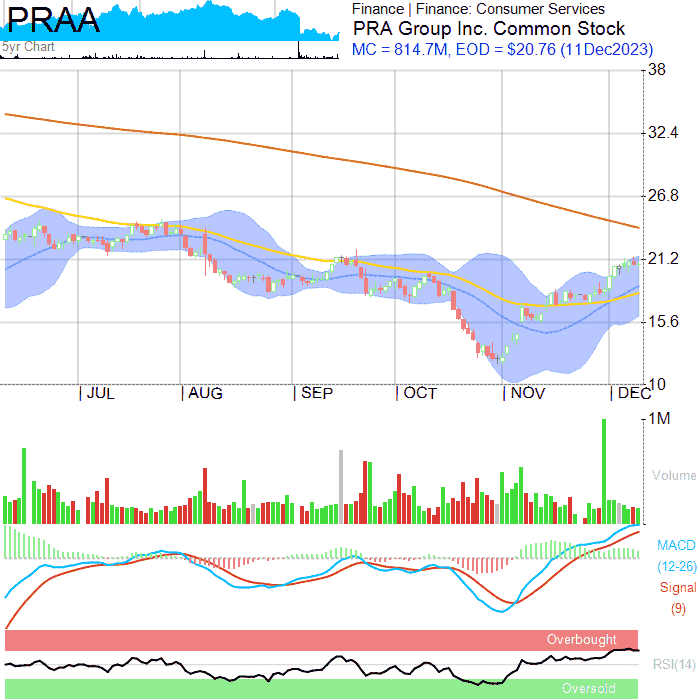 PRAA
5yr Chart
Finance | Finance: Consumer Services
PRA Group Inc. Common Stock
MC = 814.7M, EOD = $20.76 (11Dec2023)
38
32.4
26.8
21.2
15.6
10
JUL
AUG
SEP
OCT
NOV
DEC
1M
Volume
MACD
(12-26)
Signal
(9)
Overbought
RSI(14)
Oversold